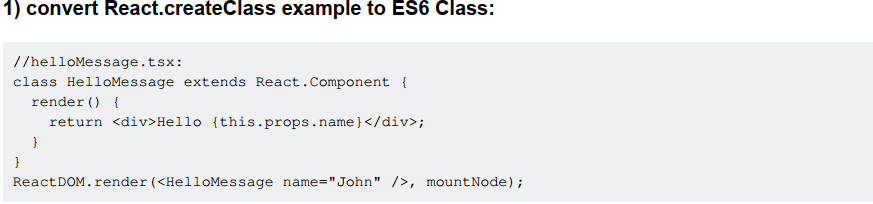 1) convert React.createClass example to ES6 Class:
//helloMessage.tsx:
class HelloMessage extends React.Component {
  render() {
    return <div>Hello {this.props.name}</div>;
  }
}
ReactDOM.render(<HelloMessage name="John" />, mountNode);